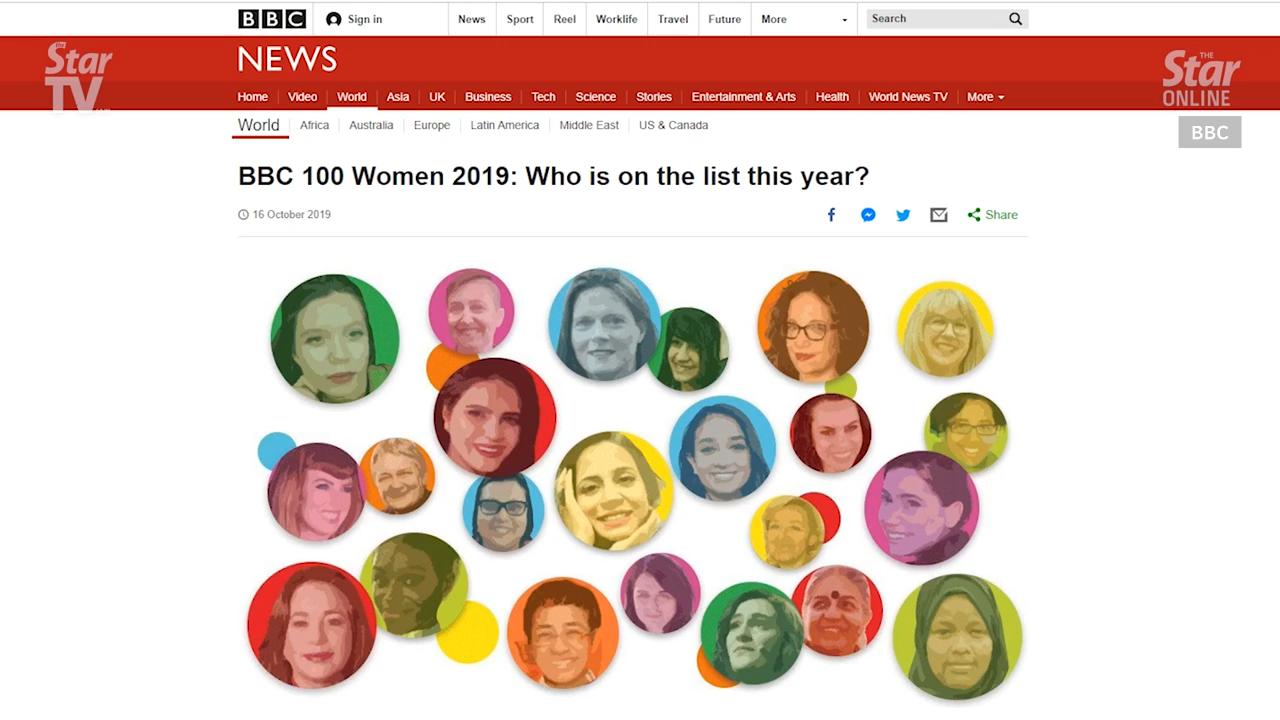 BBC Sign in News Sport Reel Worklife Travel Future More Search
THE Star TV
NEWS
THE Star ONLINE
Home Video World Asia UK Business Tech Science Stories Entertainment & Arts Health World News TV More
World Africa Australia Europe Latin America Middle East US & Canada
BBC
BBC 100 Women 2019: Who is on the list this year?
16 October 2019
Share